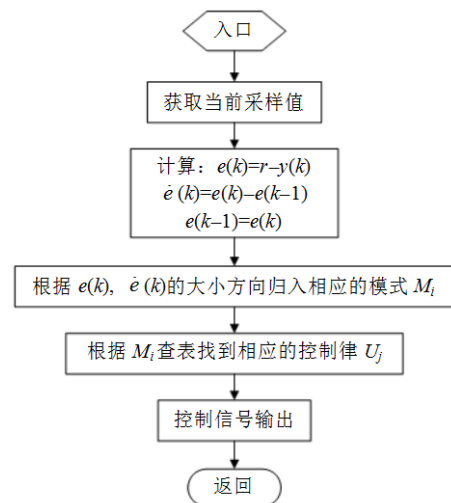 入口
获取当前采样值
计算：e(k)=r–y(k)
ė (k)=e(k)–e(k–1)
e(k–1)=e(k)
根据 e(k)，ė (k)的大小方向归入相应的模式 Mᵢ
根据 Mᵢ查表找到相应的控制律 Uⱼ
控制信号输出
返回